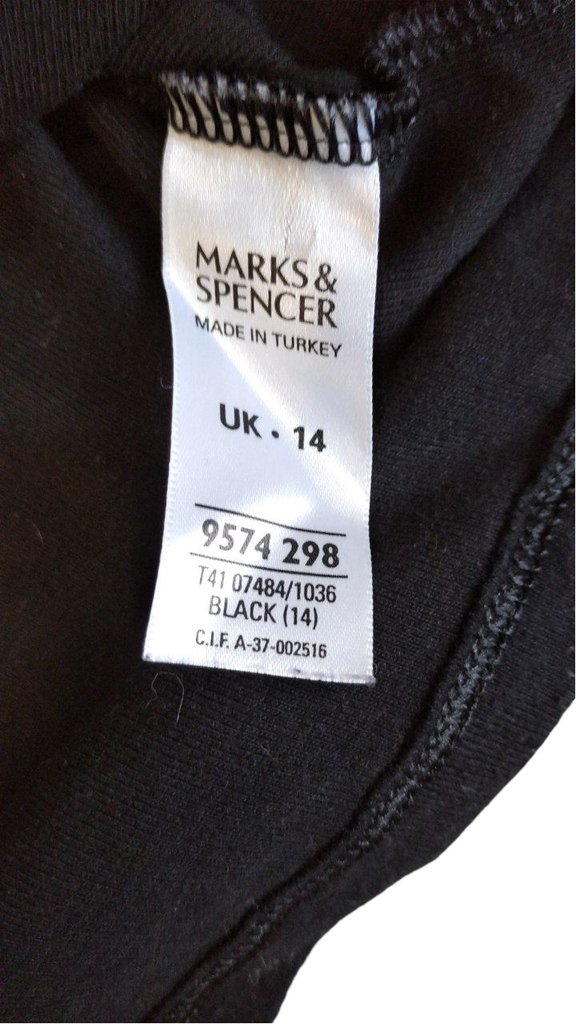 MARKS &
SPENCER
MADE IN TURKEY
UK · 14
9574 298
T41 07484/1036
BLACK (14)
C.I.F. A-37-002516